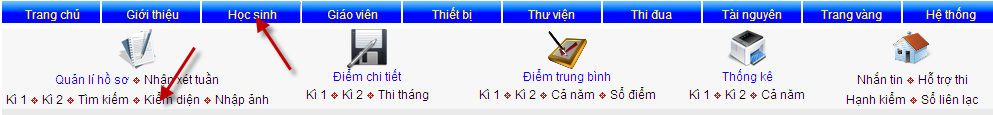 Trang chủ Giới thiệu Học sinh Giáo viên Thiết bị Thư viện Thi đua Tài nguyên Trang vàng Hệ thống
Quản lí hồ sơ ❖ Nhận xét tuần
Kì 1 ❖ Kì 2 ❖ Tìm kiếm ❖ Kiểm diện ❖ Nhập ảnh
Điểm chi tiết
Kì 1 ❖ Kì 2 ❖ Thi tháng
Điểm trung bình
Kì 1 ❖ Kì 2 ❖ Cả năm ❖ Sổ điểm
Thống kê
Kì 1 ❖ Kì 2 ❖ Cả năm
Nhắn tin ❖ Hỗ trợ thi
Hạnh kiểm ❖ Sổ liên lạc